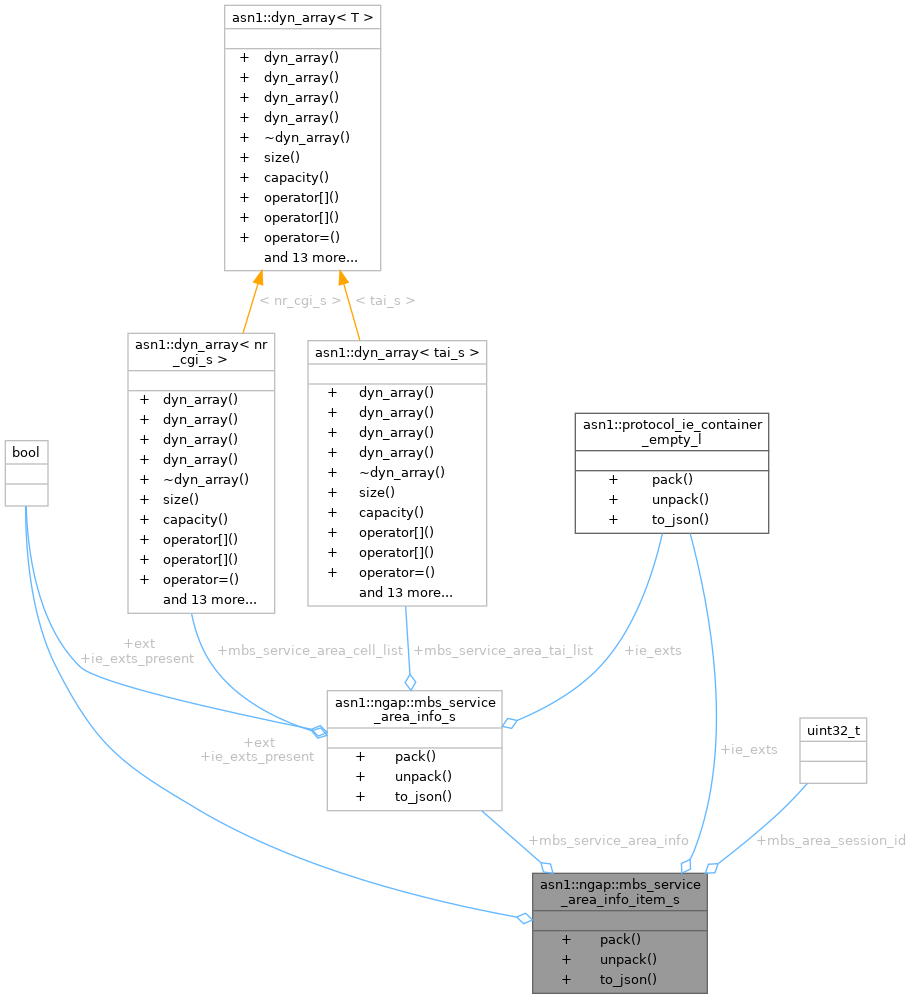 asn1::dyn_array< T >
+ dyn_array()
+ dyn_array()
+ dyn_array()
+ dyn_array()
+ ~dyn_array()
+ size()
+ capacity()
+ operator[]()
+ operator[]()
+ operator=()
and 13 more...
< nr_cgi_s >
< tai_s >
asn1::dyn_array< nr
_cgi_s >
+ dyn_array()
+ dyn_array()
+ dyn_array()
+ dyn_array()
+ ~dyn_array()
+ size()
+ capacity()
+ operator[]()
+ operator[]()
+ operator=()
and 13 more...
asn1::dyn_array< tai_s >
+ dyn_array()
+ dyn_array()
+ dyn_array()
+ dyn_array()
+ ~dyn_array()
+ size()
+ capacity()
+ operator[]()
+ operator[]()
+ operator=()
and 13 more...
asn1::protocol_ie_container
_empty_l
+ pack()
+ unpack()
+ to_json()
bool
+ext
+ie_exts_present
+mbs_service_area_cell_list
+mbs_service_area_tai_list
+ie_exts
asn1::ngap::mbs_service
_area_info_s
+ pack()
+ unpack()
+ to_json()
uint32_t
+ext
+ie_exts_present
+ie_exts
+mbs_service_area_info
+mbs_area_session_id
asn1::ngap::mbs_service
_area_info_item_s
+ pack()
+ unpack()
+ to_json()